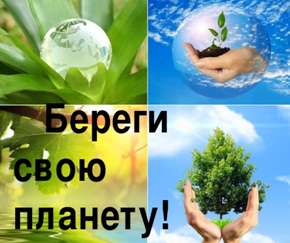 Береги
свою
планету!